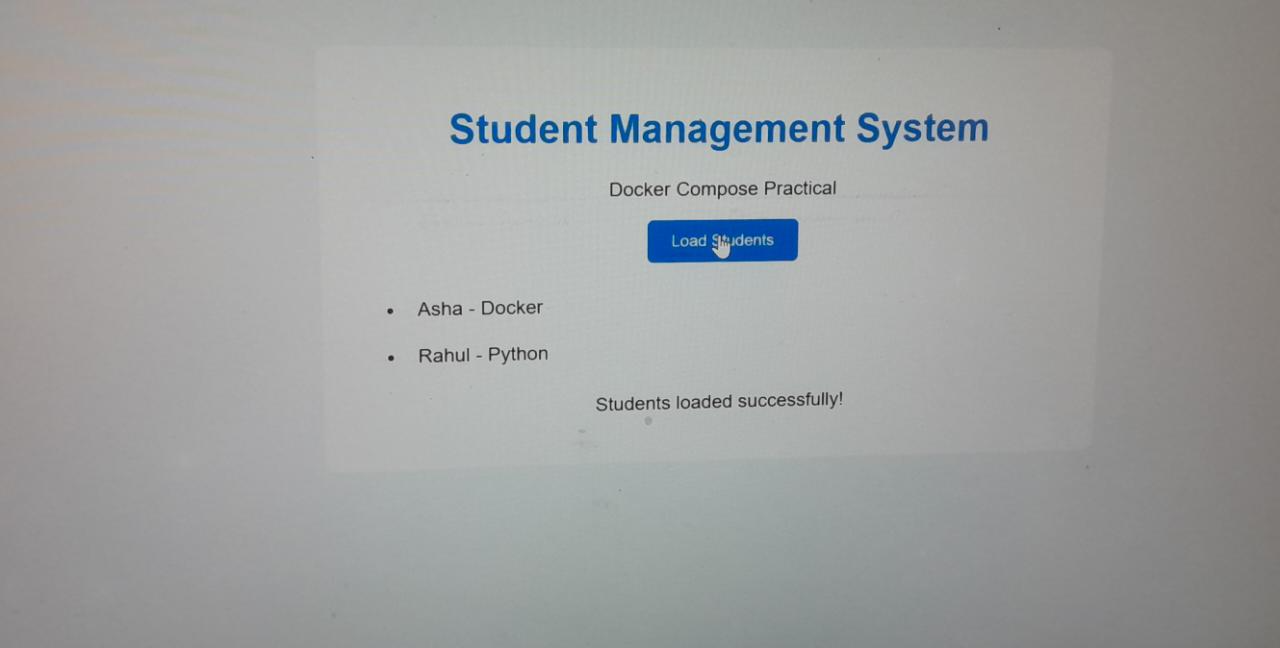 Student Management System
Docker Compose Practical
Load Students
Asha - Docker
Rahul - Python
Students loaded successfully!